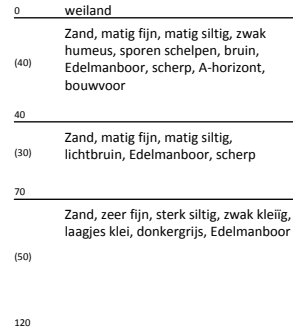 0 weiland
Zand, matig fijn, matig siltig, zwak
humeus, sporen schelpen, bruin,
(40) Edelmanboor, scherp, A-horizont,
bouwvoor
40
Zand, matig fijn, matig siltig,
(30) lichtbruin, Edelmanboor, scherp
70
Zand, zeer fijn, sterk siltig, zwak kleiïg,
laagjes klei, donkergrijs, Edelmanboor
(50)
120